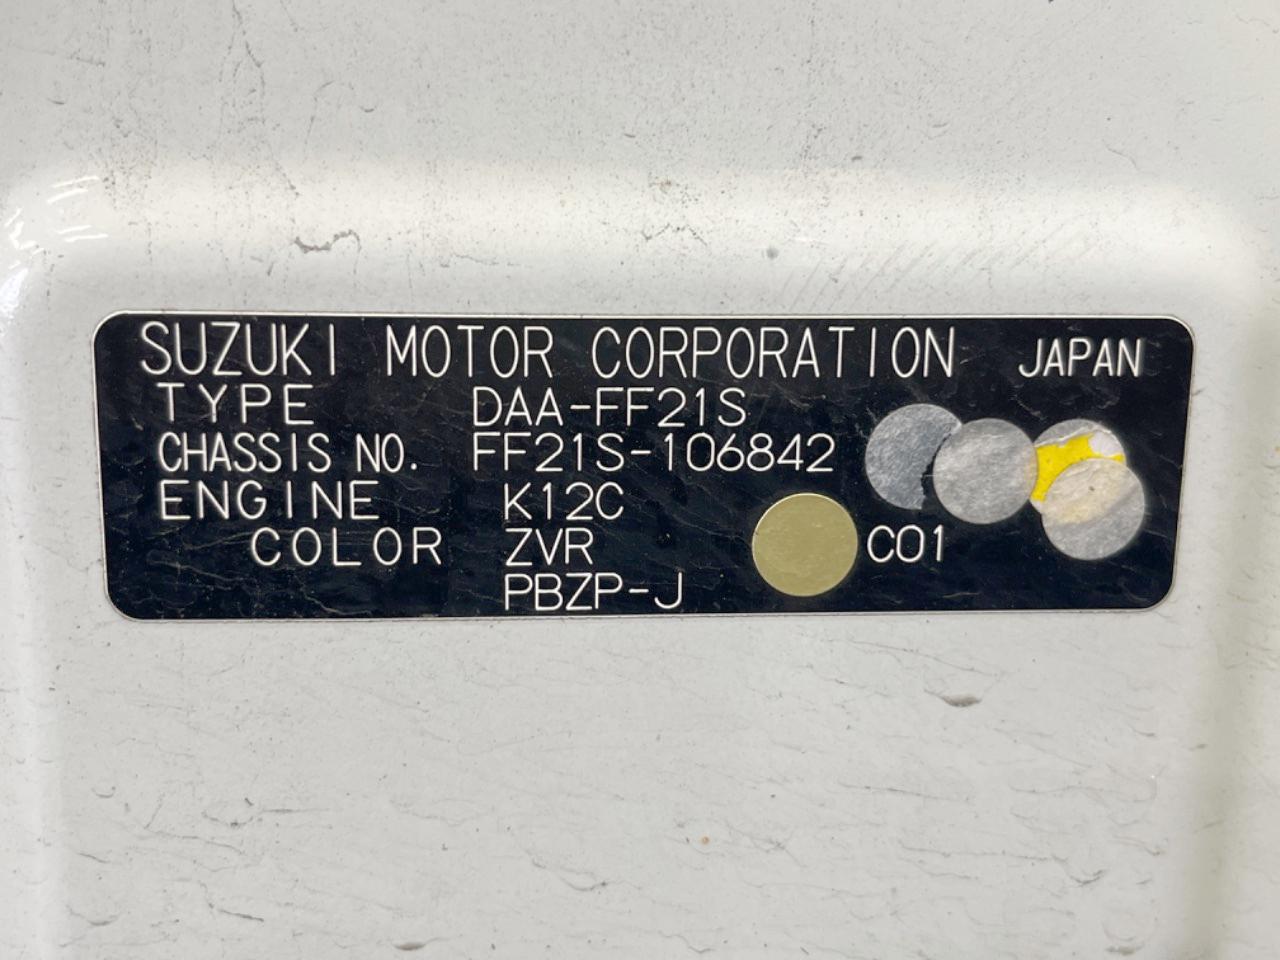 SUZUKI MOTOR CORPORATION JAPAN
TYPE DAA-FF21S
CHASSIS NO. FF21S-106842
ENGINE K12C
COLOR ZVR C01
PBZP-J